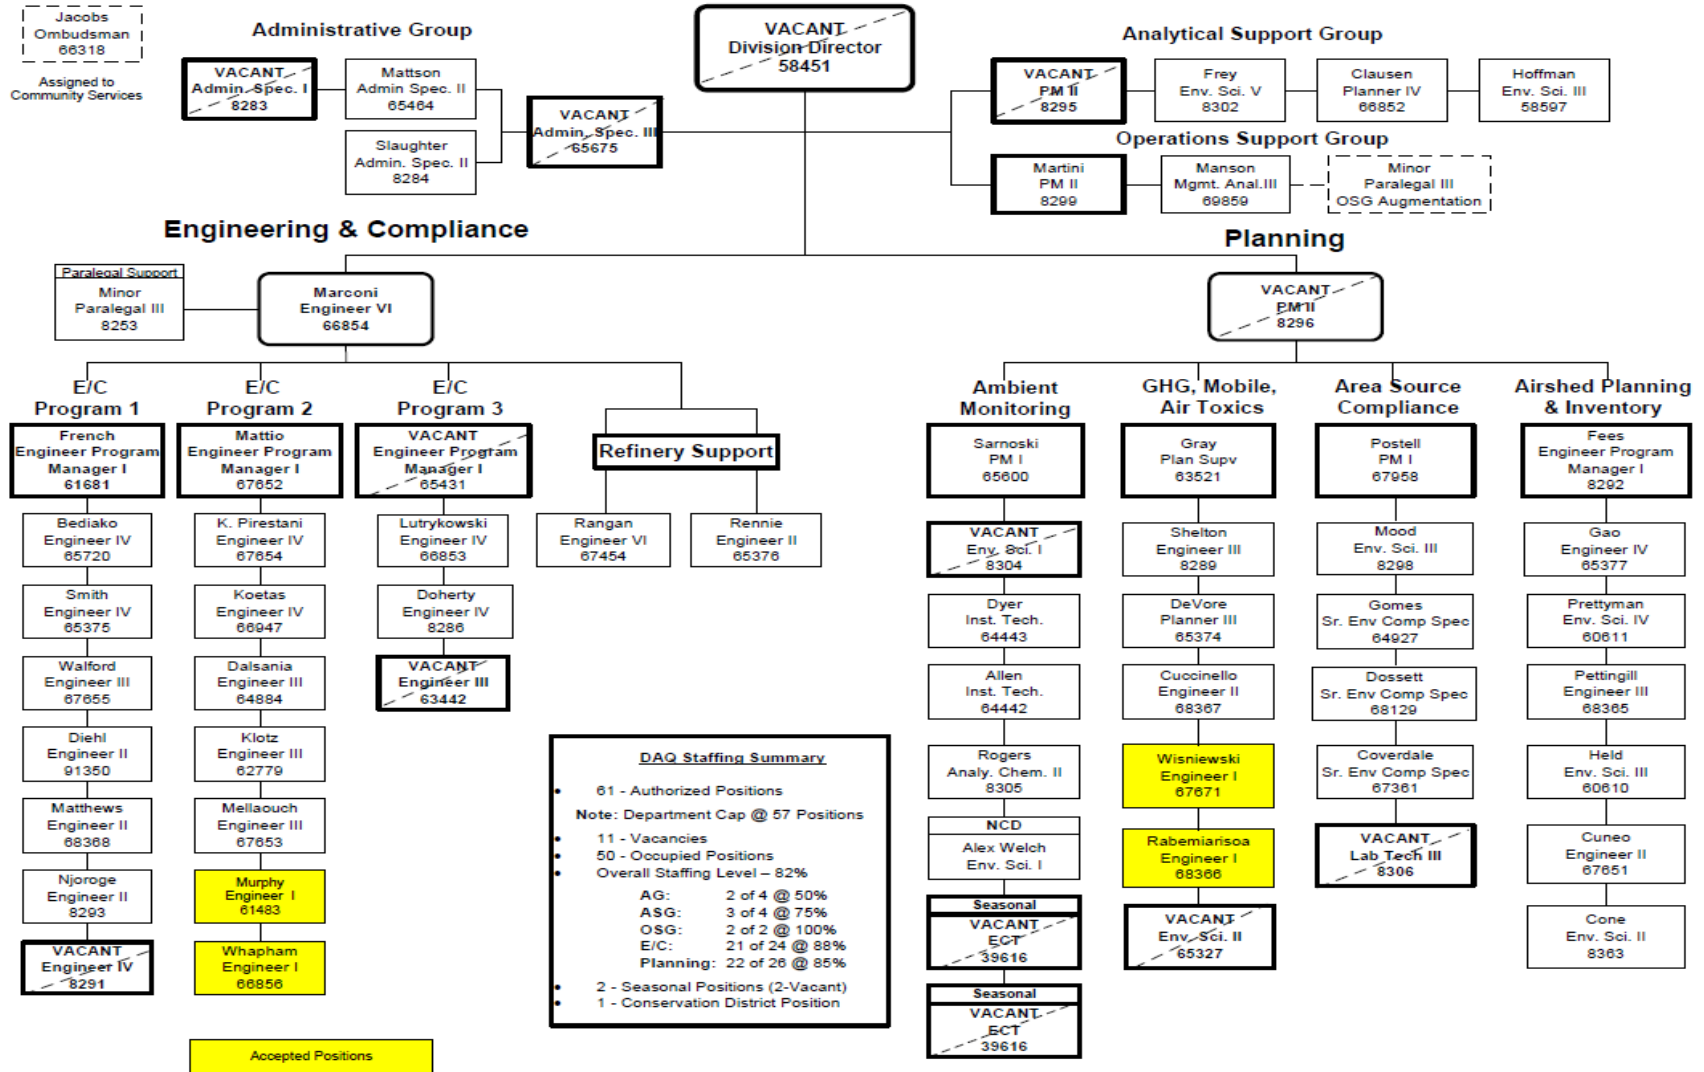 Jacobs
Ombudsman
66318
Assigned to
Community Services
Administrative Group
VACANT
Admin. Spec. I
8283
Mattson
Admin Spec. II
65464
Slaughter
Admin. Spec. II
8284
VACANT
Admin. Spec. III
65675
VACANT
Division Director
58451
Analytical Support Group
VACANT
PM II
8295
Frey
Env. Sci. V
8302
Clausen
Planner IV
66852
Hoffman
Env. Sci. III
58597
Operations Support Group
Martini
PM II
8299
Manson
Mgmt. Anal.III
69859
Minor
Paralegal III
OSG Augmentation
Engineering & Compliance
Paralegal Support
Minor
Paralegal III
8253
Marconi
Engineer VI
66854
Planning
VACANT
PM II
8296
E/C
Program 1
French
Engineer Program
Manager I
61681
Bediako
Engineer IV
65720
Smith
Engineer IV
65375
Walford
Engineer III
67655
Diehl
Engineer II
91350
Matthews
Engineer II
68368
Njoroge
Engineer II
8293
VACANT
Engineer IV
8291
E/C
Program 2
Mattio
Engineer Program
Manager I
67652
K. Pirestani
Engineer IV
67654
Koetas
Engineer IV
66947
Dalsania
Engineer III
64884
Klotz
Engineer III
62779
Mellaouch
Engineer III
67653
Murphy
Engineer I
61483
Whapham
Engineer I
66856
E/C
Program 3
VACANT
Engineer Program
Manager I
65431
Lutrykowski
Engineer IV
66853
Doherty
Engineer IV
8286
VACANT
Engineer III
63442
Refinery Support
Rangan
Engineer VI
67454
Rennie
Engineer II
65376
DAQ Staffing Summary
• 61 - Authorized Positions
Note: Department Cap @ 57 Positions
• 11 - Vacancies
• 50 - Occupied Positions
• Overall Staffing Level – 82%
AG: 2 of 4 @ 50%
ASG: 3 of 4 @ 75%
OSG: 2 of 2 @ 100%
E/C: 21 of 24 @ 88%
Planning: 22 of 26 @ 85%
• 2 - Seasonal Positions (2-Vacant)
• 1 - Conservation District Position
Ambient
Monitoring
Sarnoski
PM I
65600
VACANT
Env. Sci. I
8304
Dyer
Inst. Tech.
64443
Allen
Inst. Tech.
64442
Rogers
Analy. Chem. II
8305
NCD
Alex Welch
Env. Sci. I
Seasonal
VACANT
ECT
39616
Seasonal
VACANT
ECT
39616
GHG, Mobile,
Air Toxics
Gray
Plan Supv
63521
Shelton
Engineer III
8289
DeVore
Planner III
65374
Cuccinello
Engineer II
68367
Wisniewski
Engineer I
67671
Rabemiarisoa
Engineer I
68366
VACANT
Env. Sci. II
65327
Area Source
Compliance
Postell
PM I
67958
Mood
Env. Sci. III
8298
Gomes
Sr. Env Comp Spec
64927
Dossett
Sr. Env Comp Spec
68129
Coverdale
Sr. Env Comp Spec
67361
VACANT
Lab Tech III
8306
Airshed Planning
& Inventory
Fees
Engineer Program
Manager I
8292
Gao
Engineer IV
65377
Prettyman
Env. Sci. IV
60611
Pettingill
Engineer III
68365
Held
Env. Sci. III
60610
Cuneo
Engineer II
67651
Cone
Env. Sci. II
8363
Accepted Positions